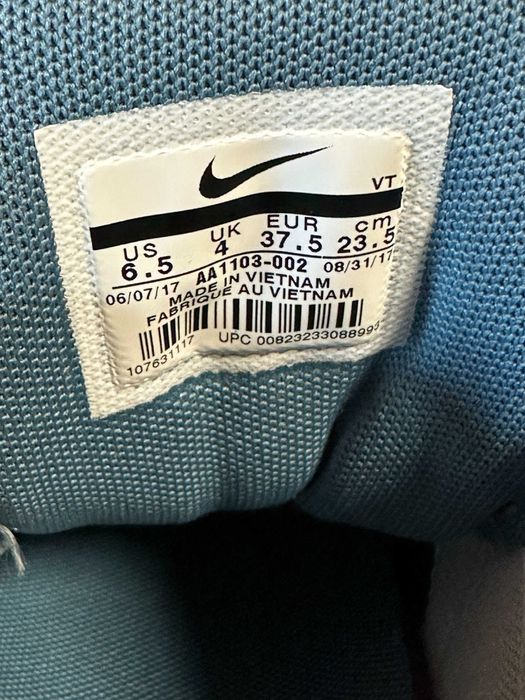 VT
US UK EUR cm
6.5 4 37.5 23.5
06/07/17 AA1103-002 08/31/17
MADE IN VIETNAM
FABRIQUE AU VIETNAM
107631117 UPC 00823233088993